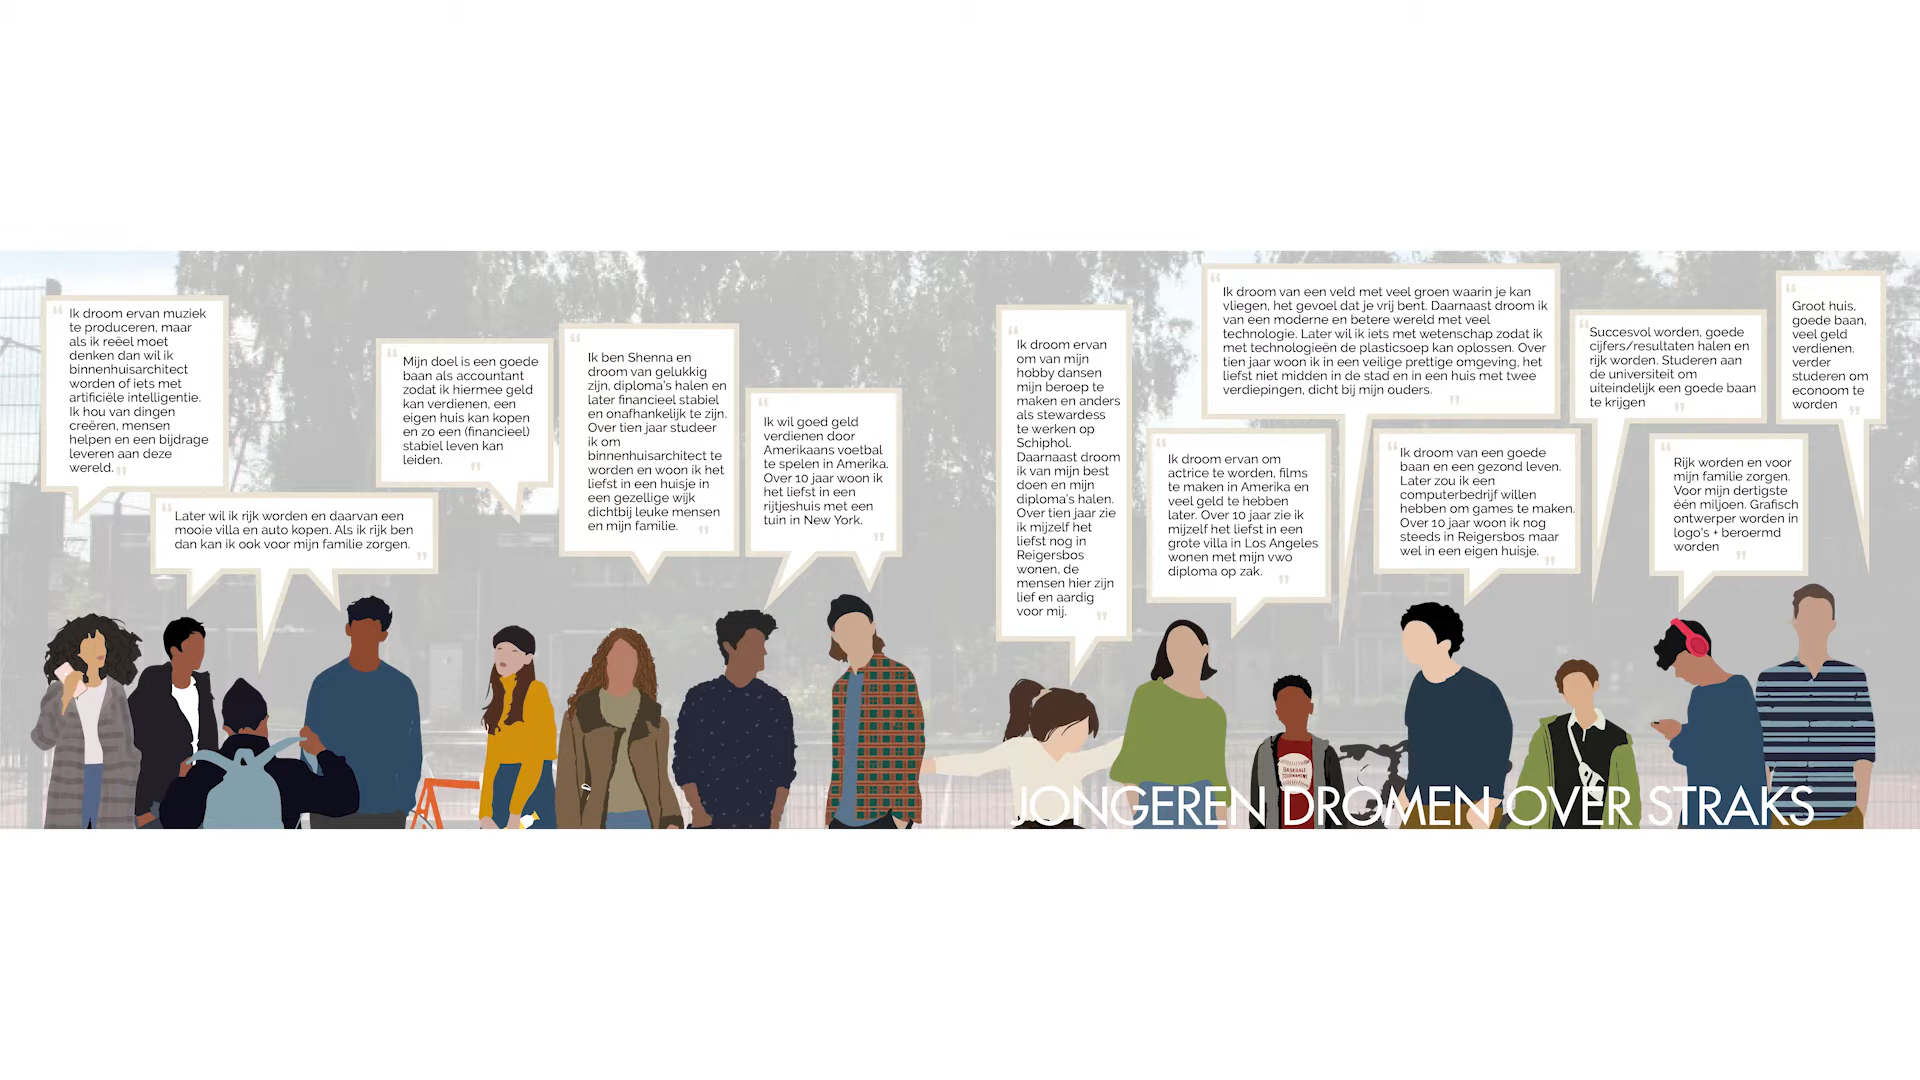 Ik droom ervan muziek
te produceren, maar
als ik reëel moet
denken dan wil ik
binnenhuisarchitect
worden of iets met
artificiële intelligentie.
Ik hou van dingen
creëren, mensen
helpen en een bijdrage
leveren aan deze
wereld.
Later wil ik rijk worden en daarvan een
mooie villa en auto kopen. Als ik rijk ben
dan kan ik ook voor mijn familie zorgen.
Mijn doel is een goede
baan als accountant
zodat ik hiermee geld
kan verdienen, een
eigen huis kan kopen
en zo een (financieel)
stabiel leven kan
leiden.
Ik ben Shenna en
droom van gelukkig
zijn, diploma's halen en
later financieel stabiel
en onafhankelijk te zijn.
Over tien jaar studeer
ik om
binnenhuisarchitect te
worden en woon ik het
liefst in een huisje in
een gezellige wijk
dichtbij leuke mensen
en mijn familie.
Ik wil goed geld
verdienen door
Amerikaans voetbal
te spelen in Amerika.
Over 10 jaar woon ik
het liefst in een
rijtjeshuis met een
tuin in New York.
Ik droom ervan
om van mijn
hobby dansen
mijn beroep te
maken en anders
als stewardess
te werken op
Schiphol.
Daarnaast droom
ik van mijn best
doen en mijn
diploma's halen.
Over tien jaar zie
ik mijzelf het
liefst nog in
Reigersbos
wonen, de
mensen hier zijn
lief en aardig
voor mij.
Ik droom ervan om
actrice te worden, films
te maken in Amerika en
veel geld te hebben
later. Over 10 jaar zie ik
mijzelf het liefst in een
grote villa in Los Angeles
wonen met mijn vwo
diploma op zak.
Ik droom van een veld met veel groen waarin je kan
vliegen, het gevoel dat je vrij bent. Daarnaast droom ik
van een moderne en betere wereld met veel
technologie. Later wil ik iets met wetenschap zodat ik
met technologieën de plasticsoep kan oplossen. Over
tien jaar woon ik in een veilige prettige omgeving, het
liefst niet midden in de stad en in een huis met twee
verdiepingen, dicht bij mijn ouders.
Ik droom van een goede
baan en een gezond leven.
Later zou ik een
computerbedrijf willen
hebben om games te maken.
Over 10 jaar woon ik nog
steeds in Reigersbos maar
wel in een eigen huisje.
Succesvol worden, goede
cijfers/resultaten halen en
rijk worden. Studeren aan
de universiteit om
uiteindelijk een goede baan
te krijgen
Rijk worden en voor
mijn familie zorgen.
Voor mijn dertigste
één miljoen. Grafisch
ontwerper worden in
logo's + beroemd
worden
Groot huis,
goede baan,
veel geld
verdienen.
verder
studeren om
econoom te
worden
BASEBALL
TOURNAMENT
JONGEREN DROMEN OVER STRAKS